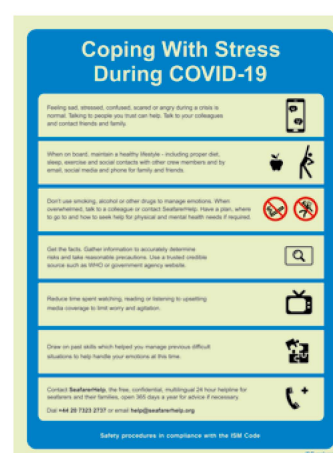 Coping With Stress
During COVID-19
Feeling sad, stressed, confused, scared or angry during a crisis is
normal. Talking to people you trust can help. Talk to your colleagues
and contact friends and family.
When on board, maintain a healthy lifestyle - including proper diet,
sleep, exercise and social contacts with other crew members and by
email, social media and phone for family and friends.
Don't use smoking, alcohol or other drugs to manage emotions. When
overwhelmed, talk to a colleague or contact SeafarerHelp. Have a plan, where
to go to and how to seek help for physical and mental health needs if required.
Get the facts. Gather information to accurately determine
risks and take reasonable precautions. Use a trusted credible
source such as WHO or government agency website.
Reduce time spent watching, reading or listening to upsetting
media coverage to limit worry and agitation.
Draw on past skills which helped you manage previous difficult
situations to help handle your emotions at this time.
Contact SeafarerHelp, the free, confidential, multilingual 24 hour helpline for
seafarers and their families, open 365 days a year for advice if necessary.
Dial +44 20 7323 2737 or email help@seafarerhelp.org
Safety procedures in compliance with the ISM Code